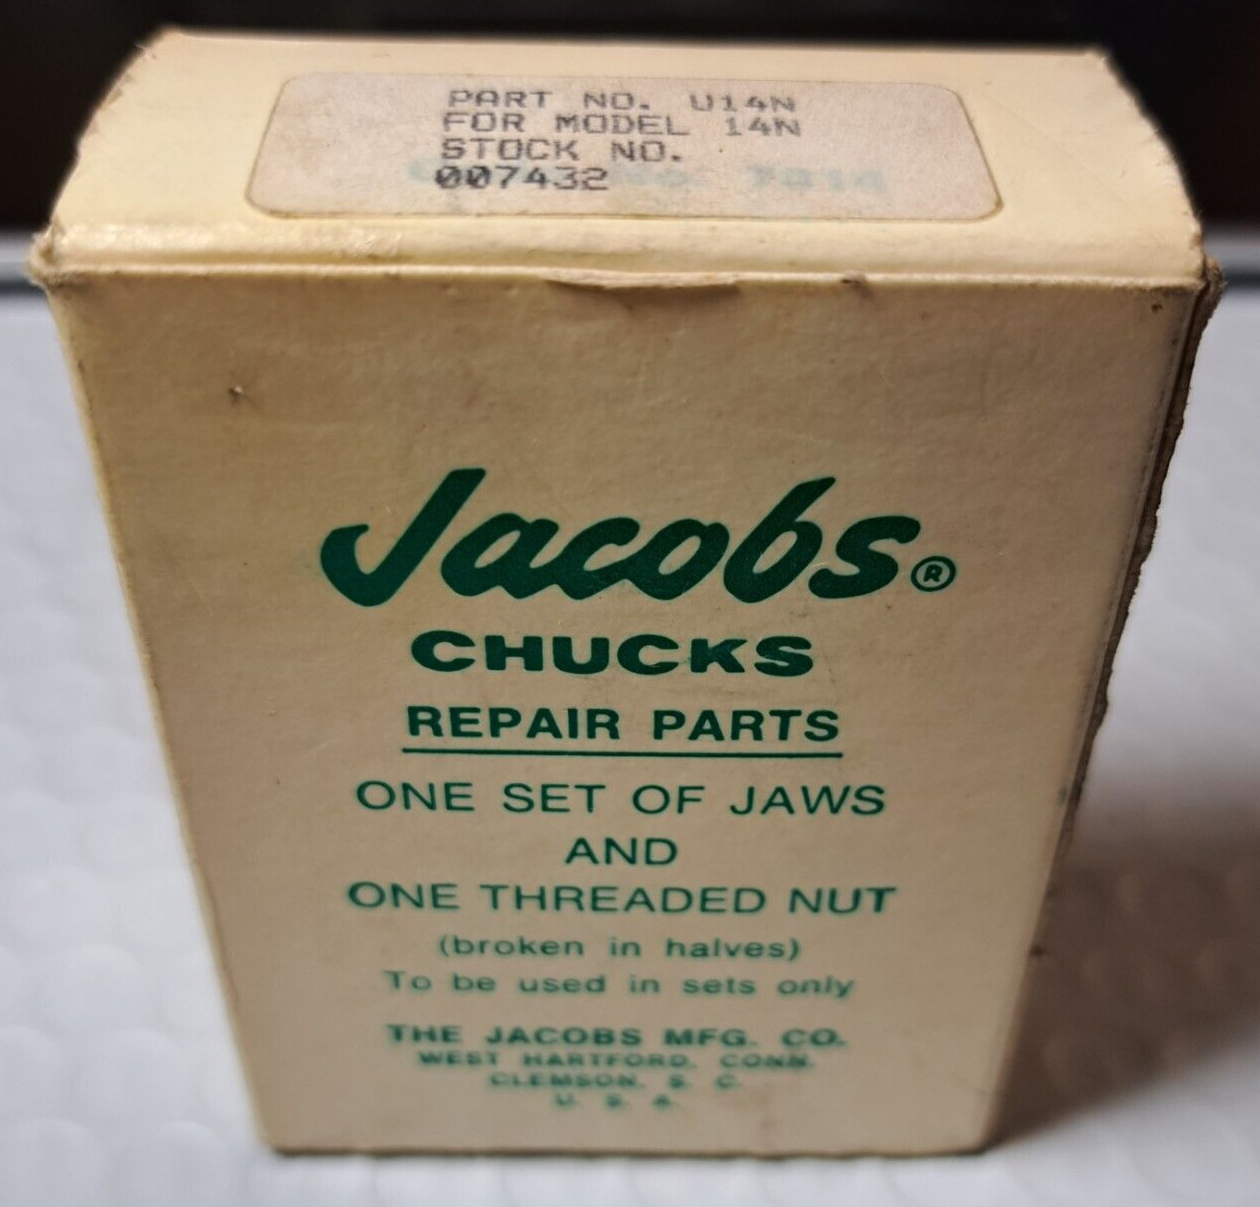 PART NO. U14N
FOR MODEL 14N
STOCK NO.
007432
Jacobs®
CHUCKS
REPAIR PARTS
ONE SET OF JAWS
AND
ONE THREADED NUT
(broken in halves)
To be used in sets only
THE JACOBS MFG. CO.
WEST HARTFORD, CONN.
CLEMSON, S. C.
U. S. A.